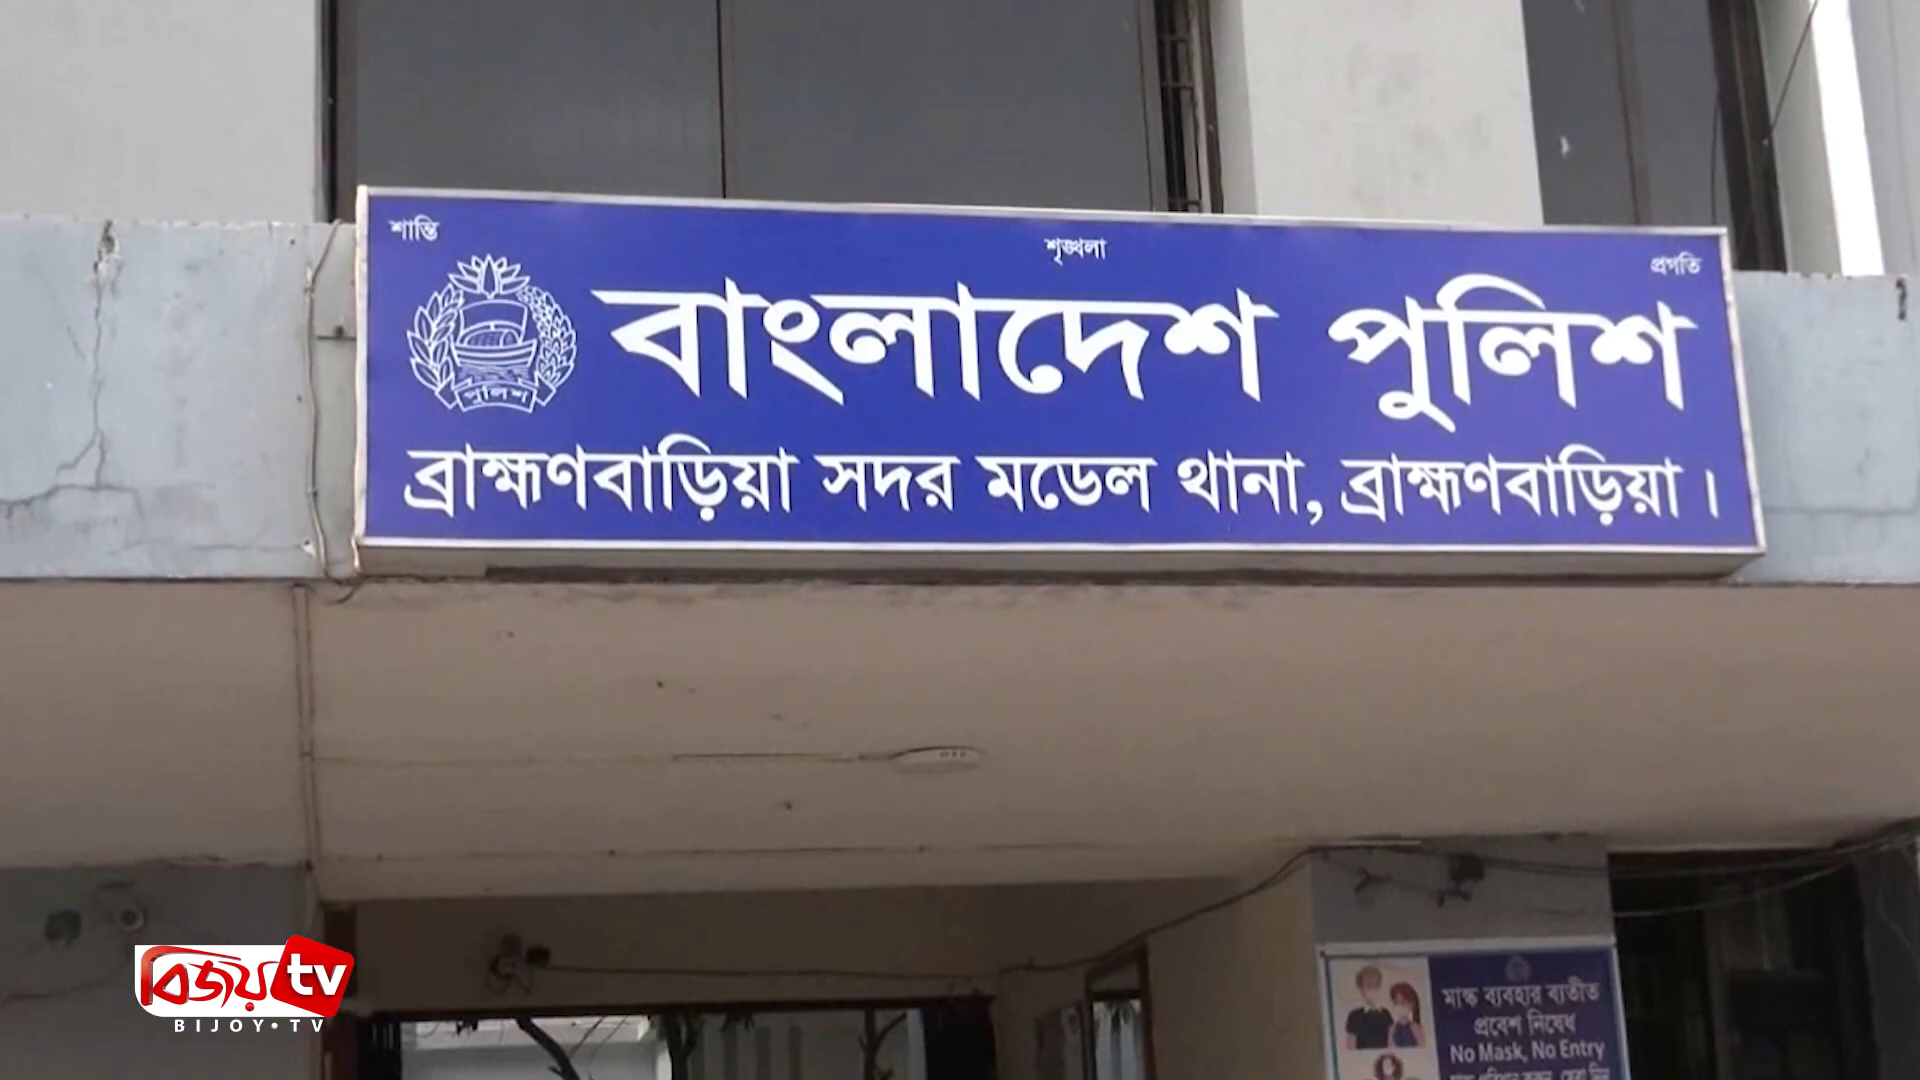 শান্তি শৃঙ্খলা প্রগতি
বাংলাদেশ পুলিশ
পুলিশ
ব্রাহ্মণবাড়িয়া সদর মডেল থানা, ব্রাহ্মণবাড়িয়া।
বিজয় tv
BIJOY•TV
মাস্ক ব্যবহার ব্যতীত
প্রবেশ নিষেধ
No Mask, No Entry